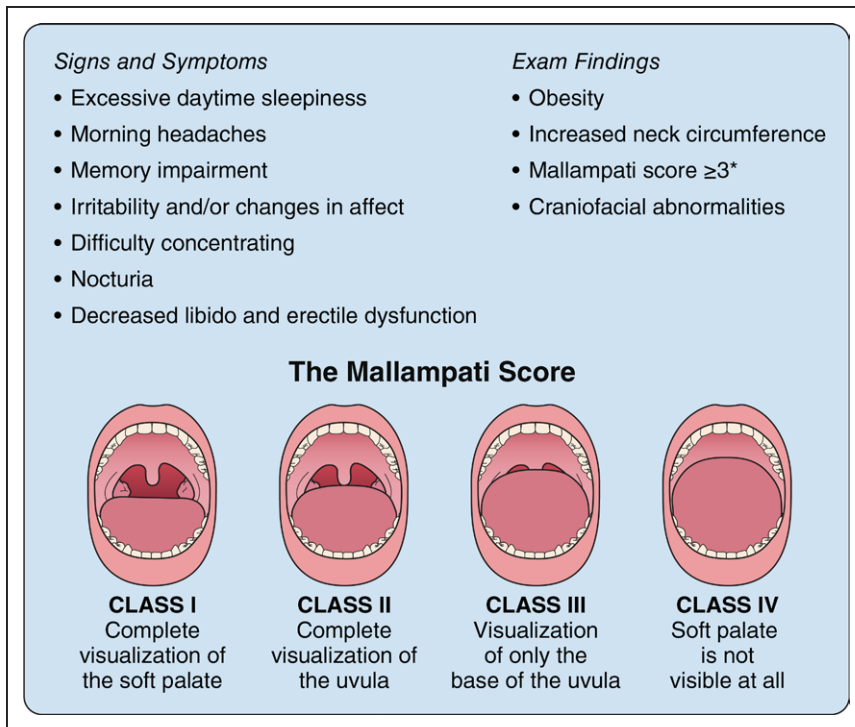 Signs and Symptoms
• Excessive daytime sleepiness
• Morning headaches
• Memory impairment
• Irritability and/or changes in affect
• Difficulty concentrating
• Nocturia
• Decreased libido and erectile dysfunction
Exam Findings
• Obesity
• Increased neck circumference
• Mallampati score ≥3*
• Craniofacial abnormalities
The Mallampati Score
CLASS I
Complete
visualization of
the soft palate
CLASS II
Complete
visualization of
the uvula
CLASS III
Visualization
of only the
base of the uvula
CLASS IV
Soft palate
is not
visible at all